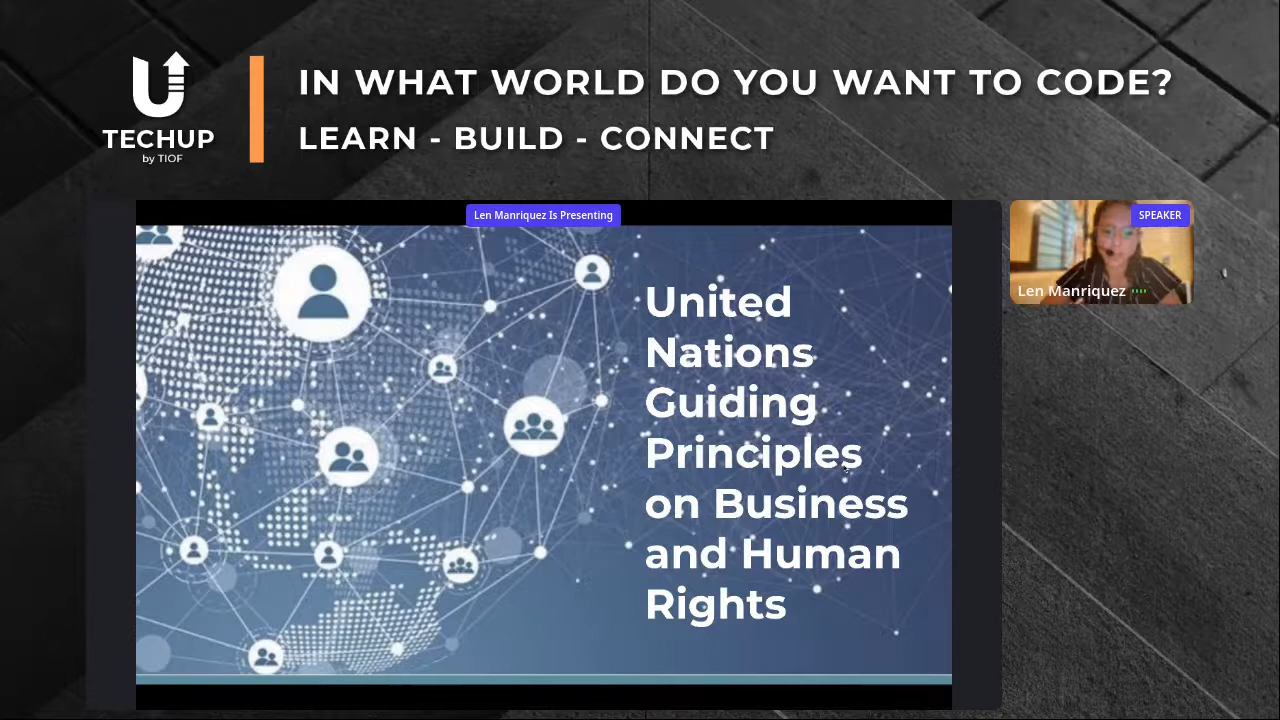 IN WHAT WORLD DO YOU WANT TO CODE?
LEARN - BUILD - CONNECT
TECHUP
by TIOF
Len Manriquez Is Presenting
SPEAKER
Len Manriquez
United
Nations
Guiding
Principles
on Business
and Human
Rights